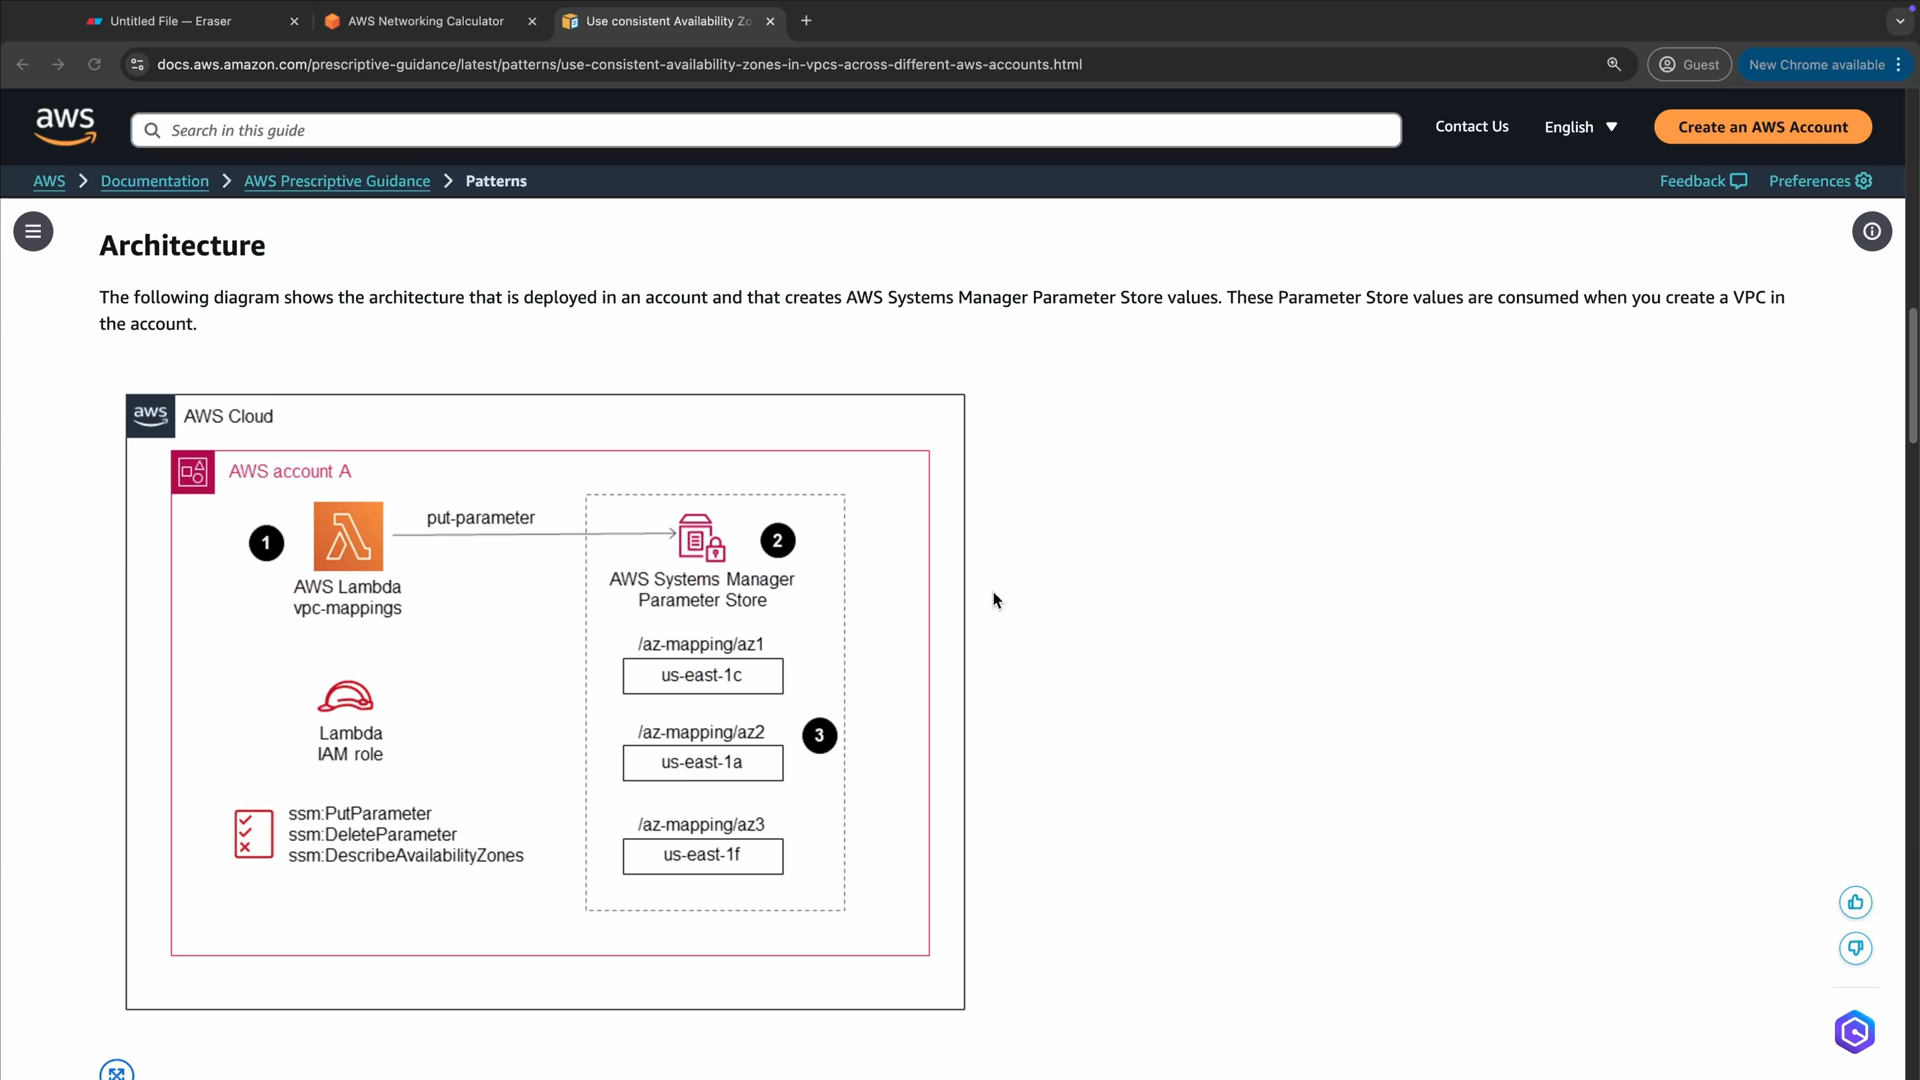 Untitled File — Eraser
AWS Networking Calculator
Use consistent Availability Zo
docs.aws.amazon.com/prescriptive-guidance/latest/patterns/use-consistent-availability-zones-in-vpcs-across-different-aws-accounts.html
Guest
New Chrome available
aws
Search in this guide
Contact Us
English
Create an AWS Account
AWS
Documentation
AWS Prescriptive Guidance
Patterns
Feedback
Preferences
Architecture
The following diagram shows the architecture that is deployed in an account and that creates AWS Systems Manager Parameter Store values. These Parameter Store values are consumed when you create a VPC in
the account.
aws
AWS Cloud
AWS account A
1
put-parameter
2
AWS Lambda
vpc-mappings
AWS Systems Manager
Parameter Store
/az-mapping/az1
us-east-1c
Lambda
IAM role
/az-mapping/az2
us-east-1a
3
ssm:PutParameter
ssm:DeleteParameter
ssm:DescribeAvailabilityZones
/az-mapping/az3
us-east-1f